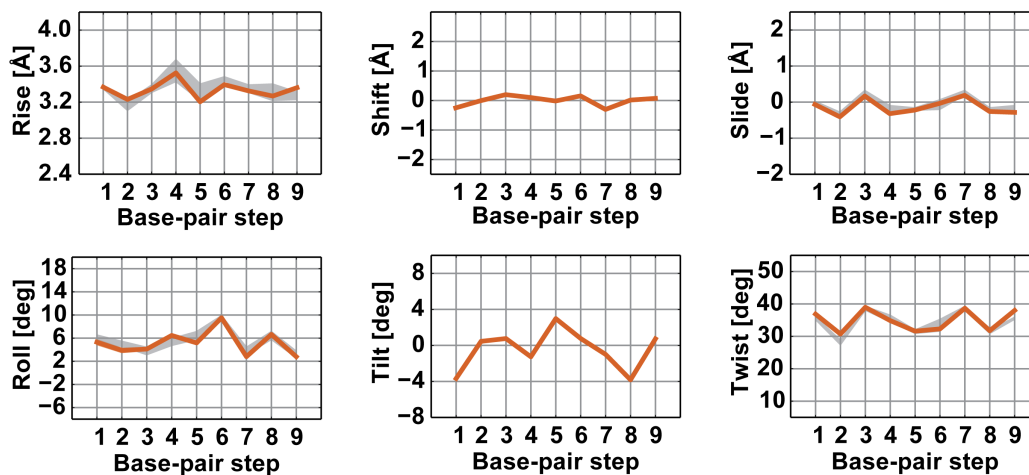 Rise [Å]
4.0
3.6
3.2
2.8
2.4
1 2 3 4 5 6 7 8 9
Base-pair step
Shift [Å]
2
1
0
−1
−2
1 2 3 4 5 6 7 8 9
Base-pair step
Slide [Å]
2
1
0
−1
−2
1 2 3 4 5 6 7 8 9
Base-pair step
Roll [deg]
18
14
10
6
2
−2
−6
1 2 3 4 5 6 7 8 9
Base-pair step
Tilt [deg]
8
4
0
−4
−8
1 2 3 4 5 6 7 8 9
Base-pair step
Twist [deg]
50
40
30
20
10
1 2 3 4 5 6 7 8 9
Base-pair step